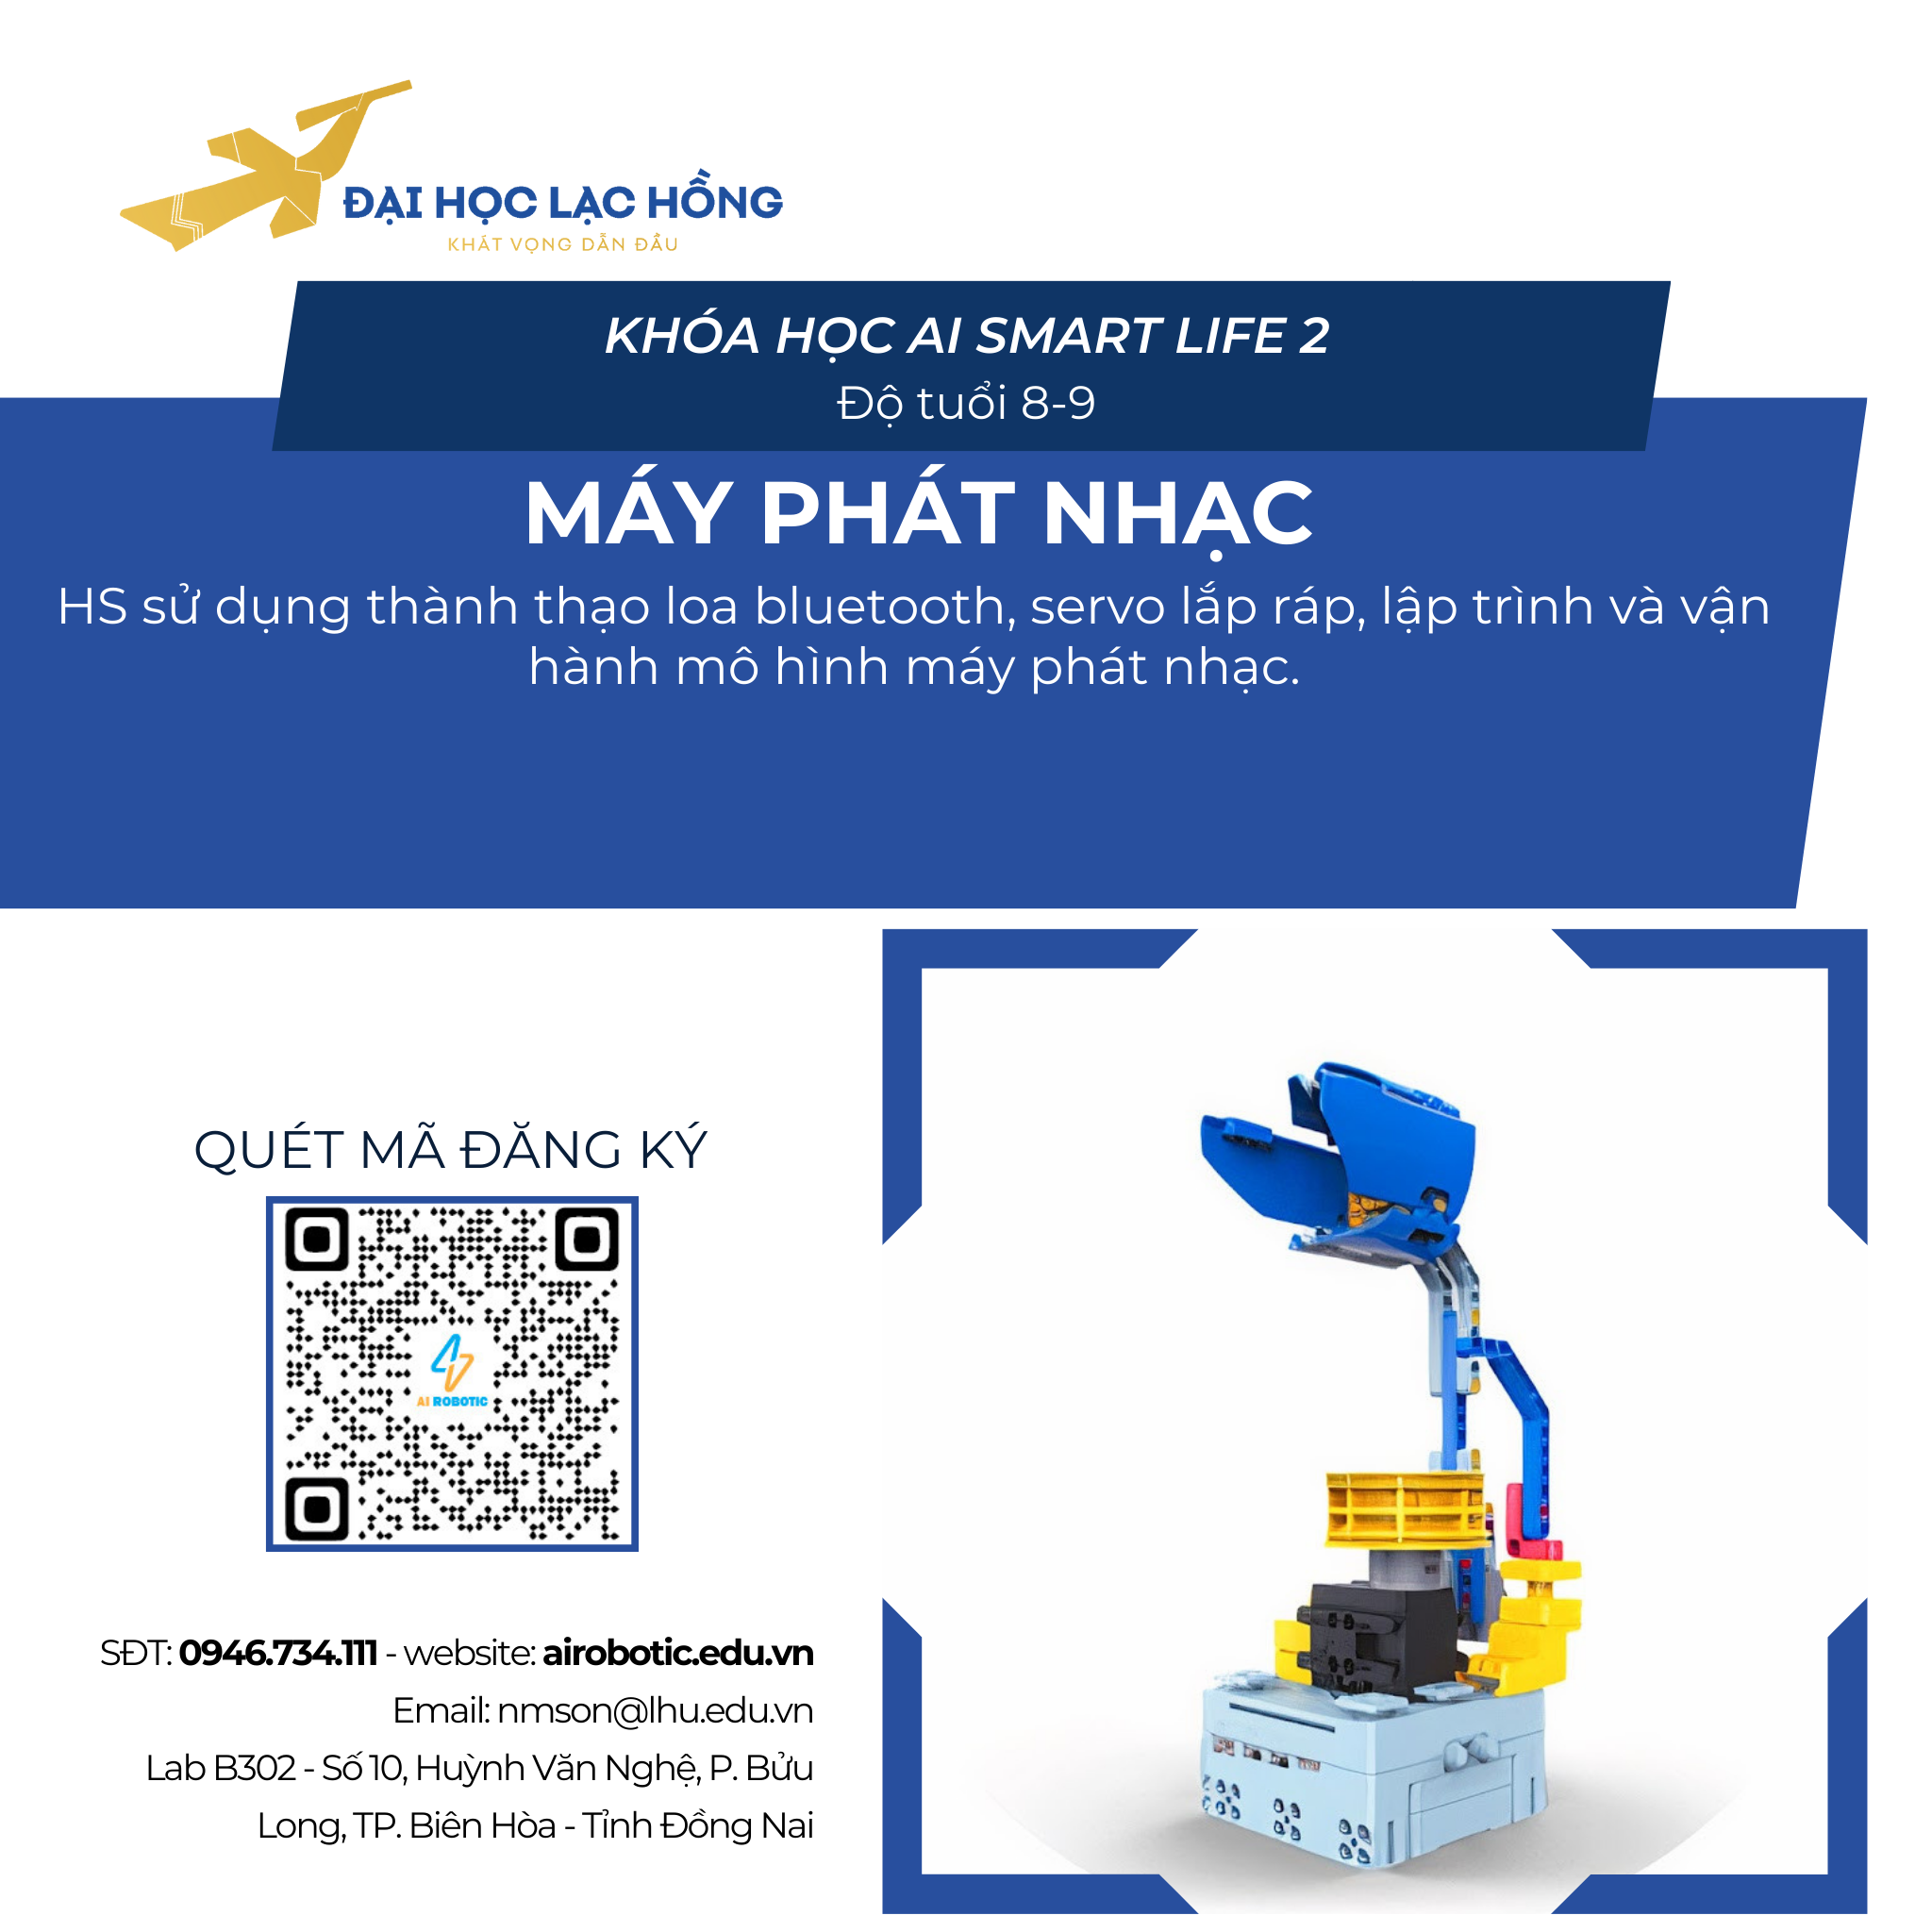 ĐẠI HỌC LẠC HỒNG
KHÁT VỌNG DẪN ĐẦU
KHÓA HỌC AI SMART LIFE 2
Độ tuổi 8-9
MÁY PHÁT NHẠC
HS sử dụng thành thạo loa bluetooth, servo lắp ráp, lập trình và vận
hành mô hình máy phát nhạc.
QUÉT MÃ ĐĂNG KÝ
AI ROBOTIC
SĐT: 0946.734.111 - website: airobotic.edu.vn
Email: nmson@lhu.edu.vn
Lab B302 - Số 10, Huỳnh Văn Nghệ, P. Bửu
Long, TP. Biên Hòa - Tỉnh Đồng Nai